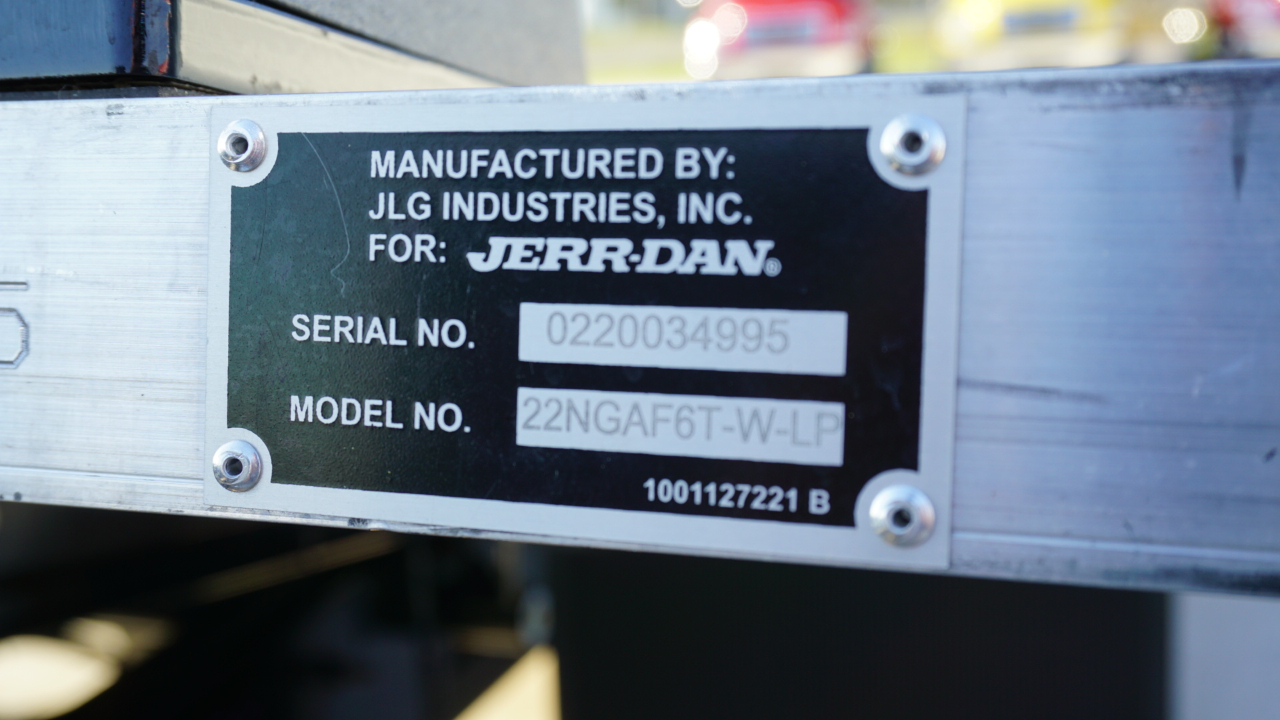 MANUFACTURED BY:
JLG INDUSTRIES, INC.
FOR: JERR-DAN®
SERIAL NO. 0220034995
MODEL NO. 22NGAF6T-W-LP
1001127221 B